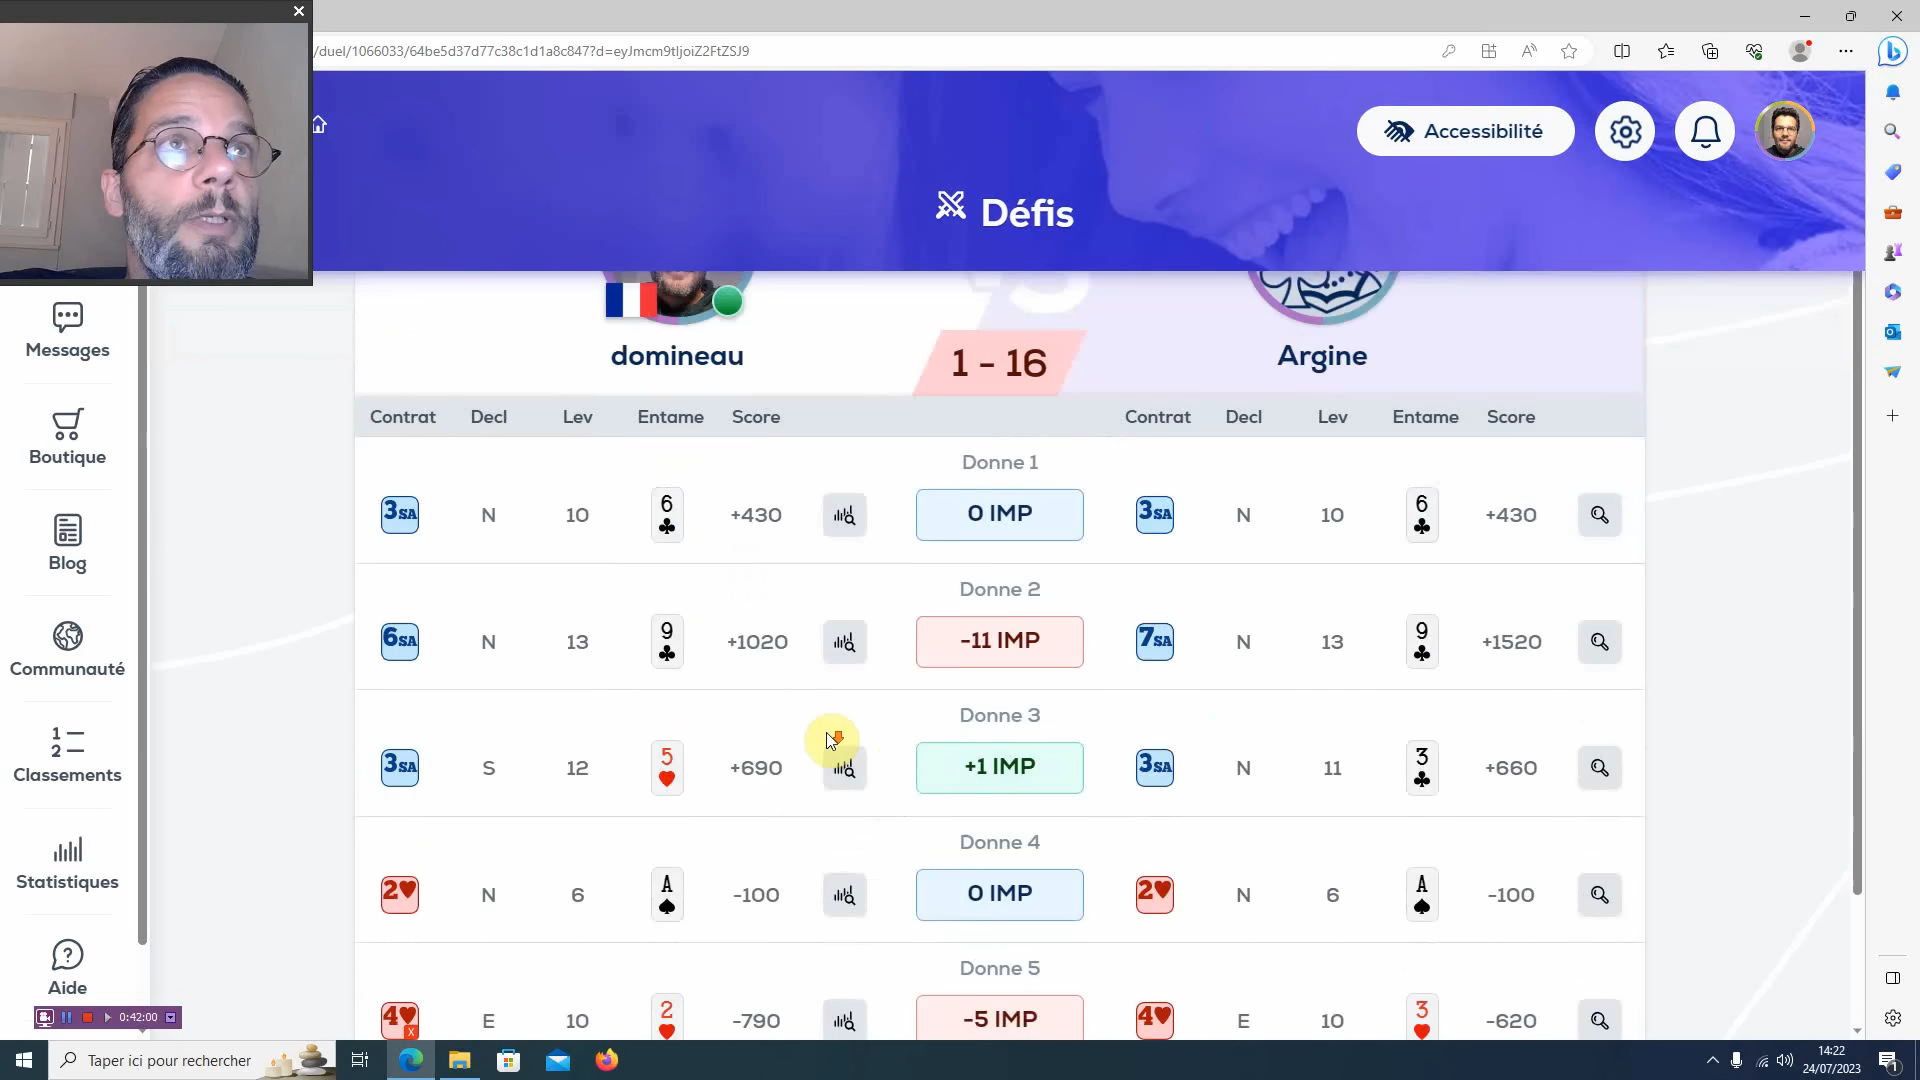 /duel/1066033/64be5d37d77c38c1d1a8c847?d=eyJmcm9tIjoiZ2FtZSJ9
Accessibilité
Défis
domineau
1 - 16
Argine
Contrat Decl Lev Entame Score Contrat Decl Lev Entame Score
Donne 1
3SA N 10 6♣ +430 0 IMP 3SA N 10 6♣ +430
Donne 2
6SA N 13 9♣ +1020 -11 IMP 7SA N 13 9♣ +1520
Donne 3
3SA S 12 5♥ +690 +1 IMP 3SA N 11 3♣ +660
Donne 4
2♥ N 6 A♠ -100 0 IMP 2♥ N 6 A♠ -100
Donne 5
4♥ X E 10 2♥ -790 -5 IMP 4♥ E 10 3♥ -620
Messages
Boutique
Blog
Communauté
1
2
Classements
Statistiques
Aide
0:42:00
Taper ici pour rechercher
14:22
24/07/2023
1